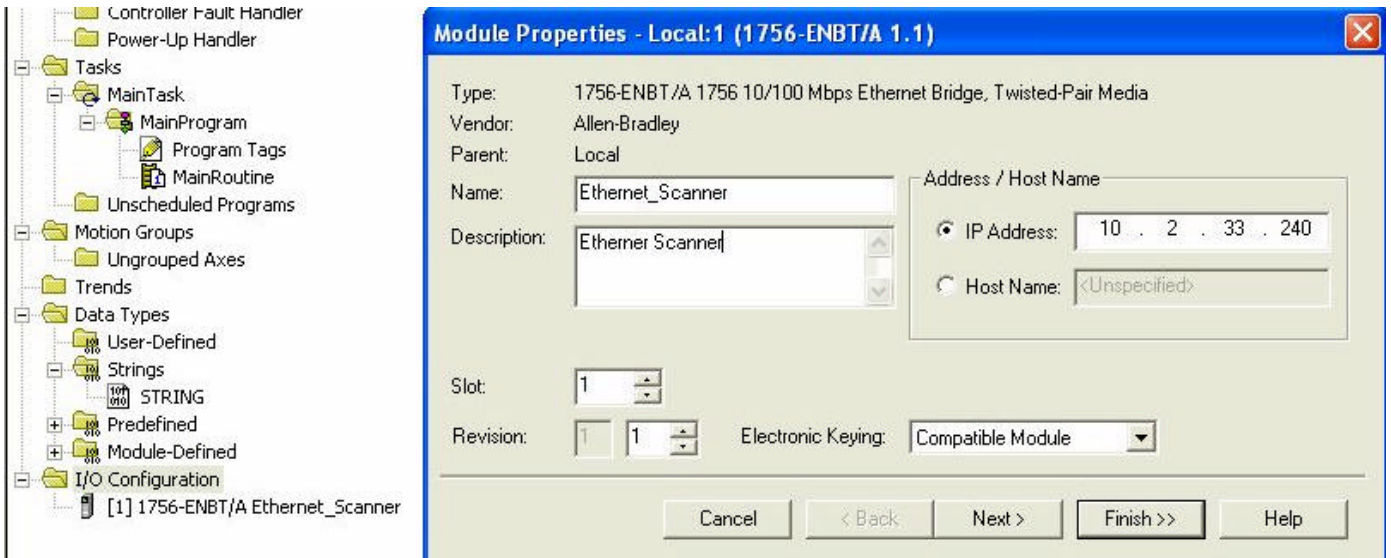 Controller Fault Handler
Power-Up Handler
Tasks
MainTask
MainProgram
Program Tags
MainRoutine
Unscheduled Programs
Motion Groups
Ungrouped Axes
Trends
Data Types
User-Defined
Strings
STRING
Predefined
Module-Defined
I/O Configuration
[1] 1756-ENBT/A Ethernet_Scanner
Module Properties - Local:1 (1756-ENBT/A 1.1)
Type: 1756-ENBT/A 1756 10/100 Mbps Ethernet Bridge, Twisted-Pair Media
Vendor: Allen-Bradley
Parent: Local
Name: Ethernet_Scanner
Description: Etherner Scanner
Address / Host Name
IP Address: 10 . 2 . 33 . 240
Host Name: <Unspecified>
Slot: 1
Revision: 1 1 Electronic Keying: Compatible Module
Cancel < Back Next > Finish >> Help